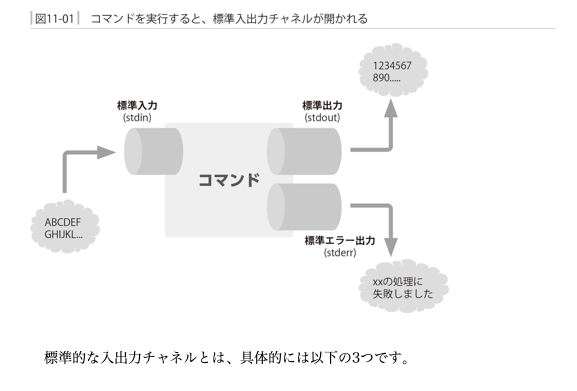 図11-01 コマンドを実行すると、標準入出力チャネルが開かれる
1234567
890.....
標準入力
(stdin)
標準出力
(stdout)
コマンド
ABCDEF
GHIJKL...
標準エラー出力
(stderr)
xxの処理に
失敗しました
標準的な入出力チャネルとは、具体的には以下の3つです。